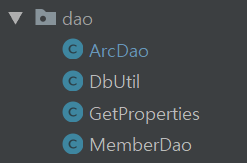 dao
C ArcDao
C DbUtil
C GetProperties
C MemberDao